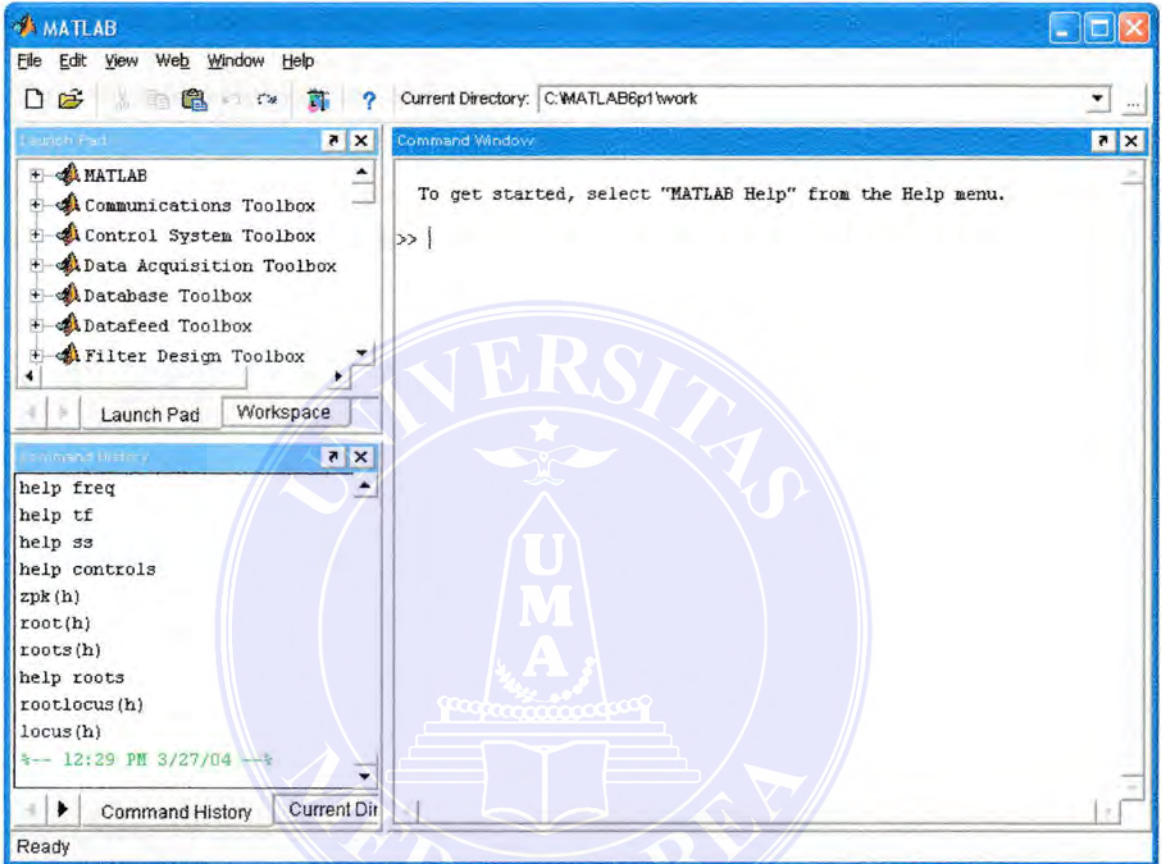 MATLAB
File Edit View Web Window Help
? Current Directory: C:\MATLAB6p1\work ...
Launch Pad
MATLAB
Communications Toolbox
Control System Toolbox
Data Acquisition Toolbox
Database Toolbox
Datafeed Toolbox
Filter Design Toolbox
Launch Pad Workspace
Command History
help freq
help tf
help ss
help controls
zpk(h)
root(h)
roots(h)
help roots
rootlocus(h)
locus(h)
%-- 12:29 PM 3/27/04 --%
Command History Current Dir
Ready
Command Window
To get started, select "MATLAB Help" from the Help menu.
>>
UNIVERSITAS
UMA